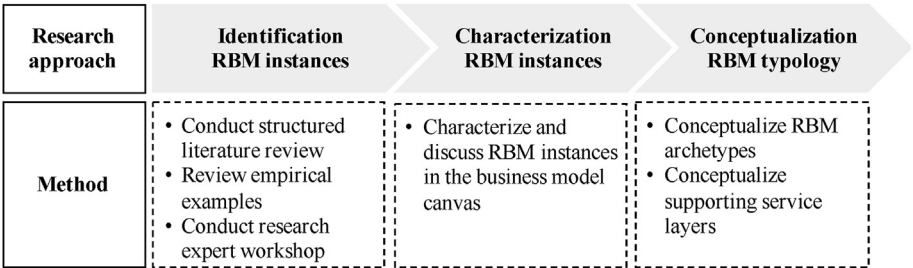 Research
approach
Identification
RBM instances
Characterization
RBM instances
Conceptualization
RBM typology
Method
• Conduct structured
literature review
• Review empirical
examples
• Conduct research
expert workshop
• Characterize and
discuss RBM instances
in the business model
canvas
• Conceptualize RBM
archetypes
• Conceptualize
supporting service
layers